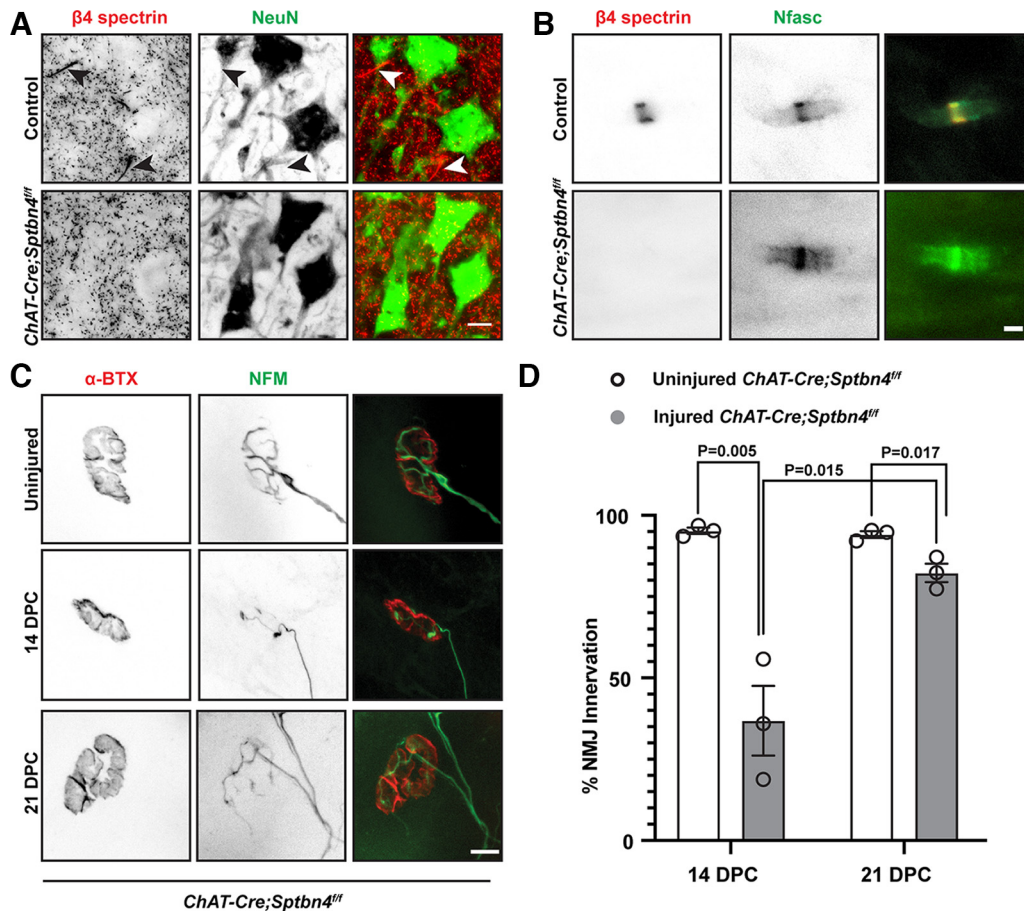 A
β4 spectrin
NeuN
Control
ChAT-Cre;Sptbn4f/f
B
β4 spectrin
Nfasc
Control
ChAT-Cre;Sptbn4f/f
C
α-BTX
NFM
Uninjured
14 DPC
21 DPC
ChAT-Cre;Sptbn4f/f
D
Uninjured ChAT-Cre;Sptbn4f/f
Injured ChAT-Cre;Sptbn4f/f
P=0.005
P=0.015
P=0.017
% NMJ Innervation
100
50
0
14 DPC
21 DPC